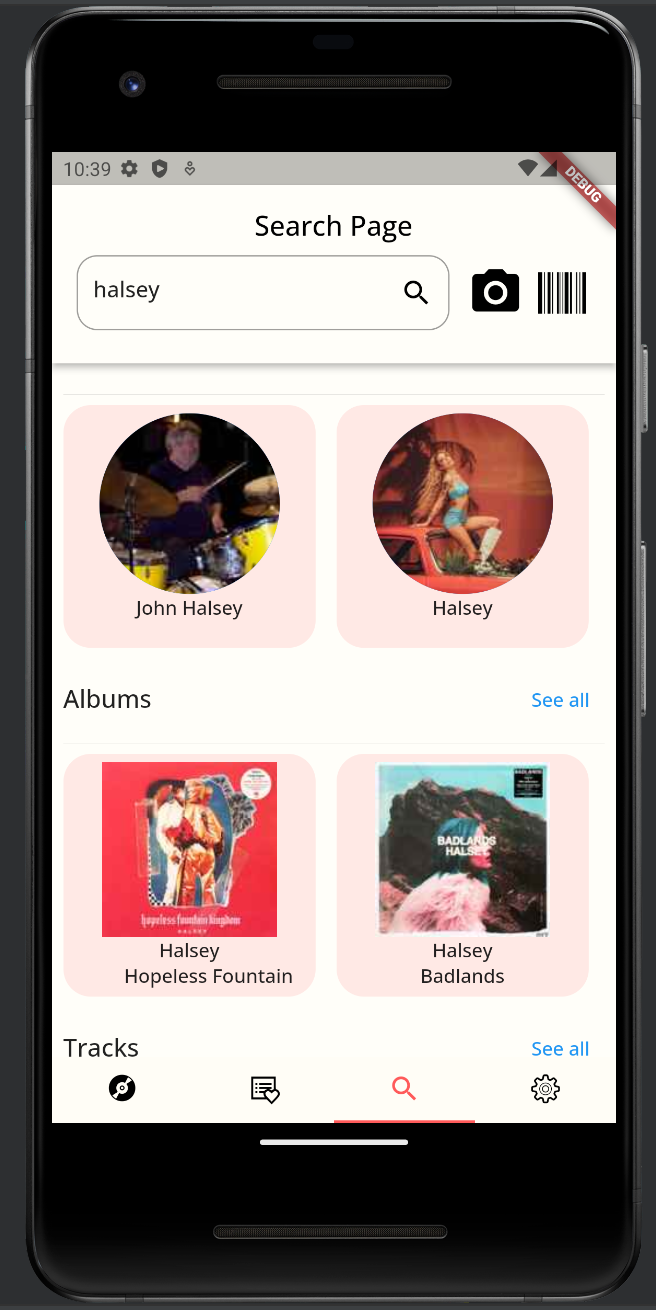 10:39
DEBUG
Search Page
halsey
John Halsey
Halsey
Albums
See all
hopeless fountain kingdom
HALSEY
BADLANDS
BADLANDS
HALSEY
Halsey
Hopeless Fountain
Halsey
Badlands
Tracks
See all